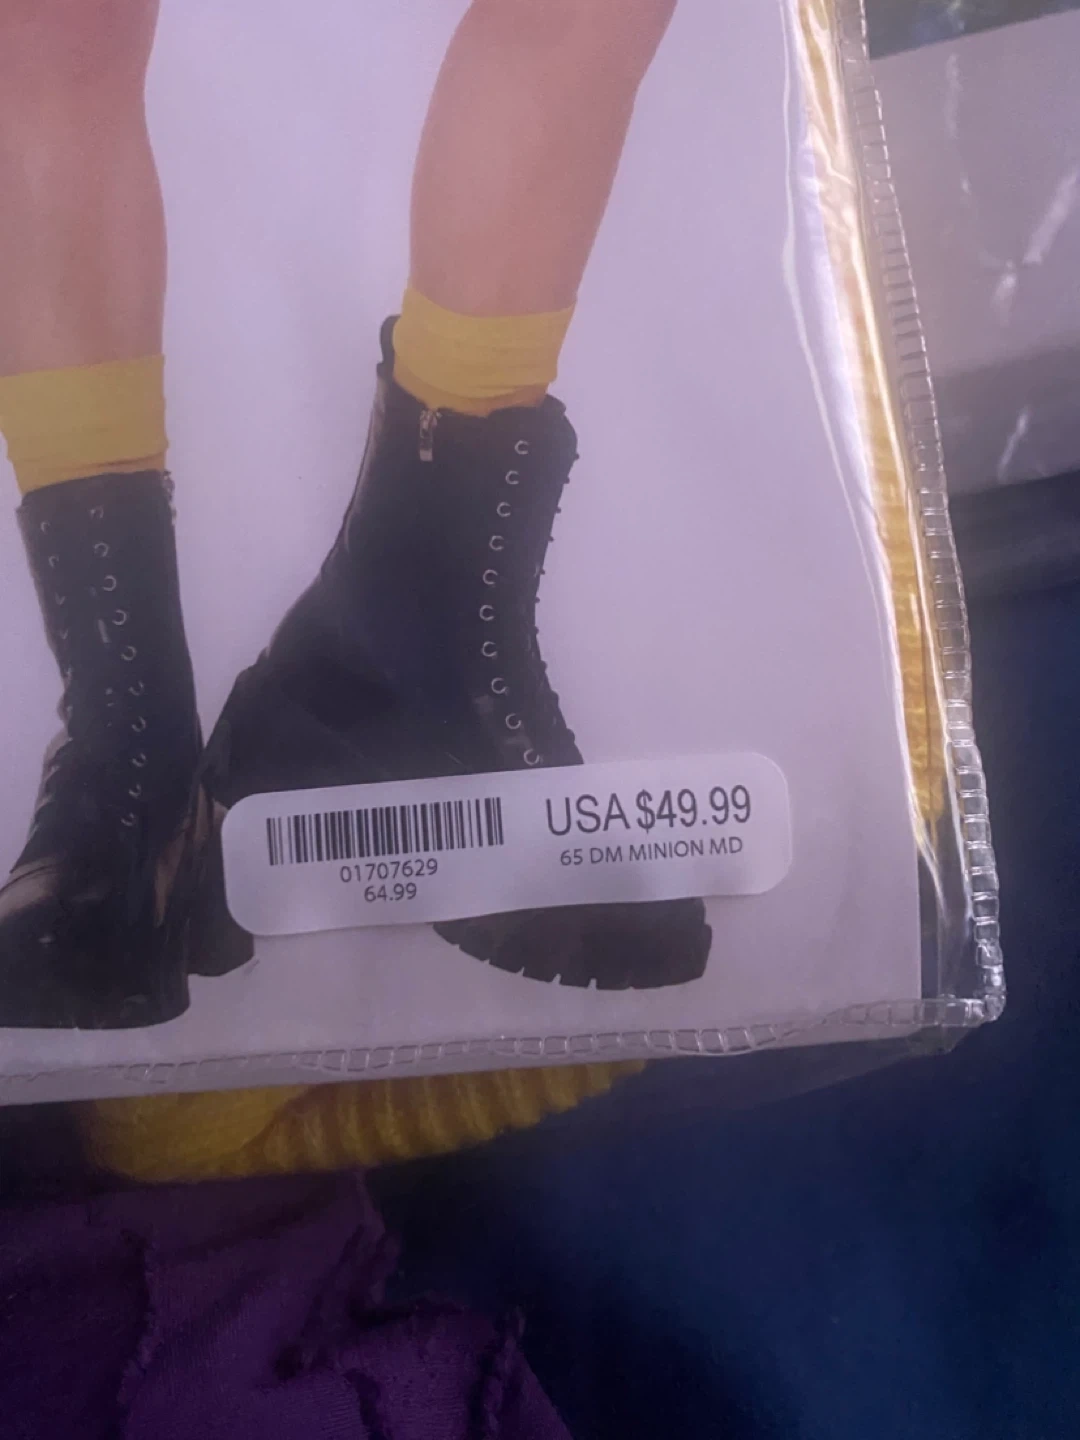 USA $49.99
65 DM MINION MD
01707629
64.99